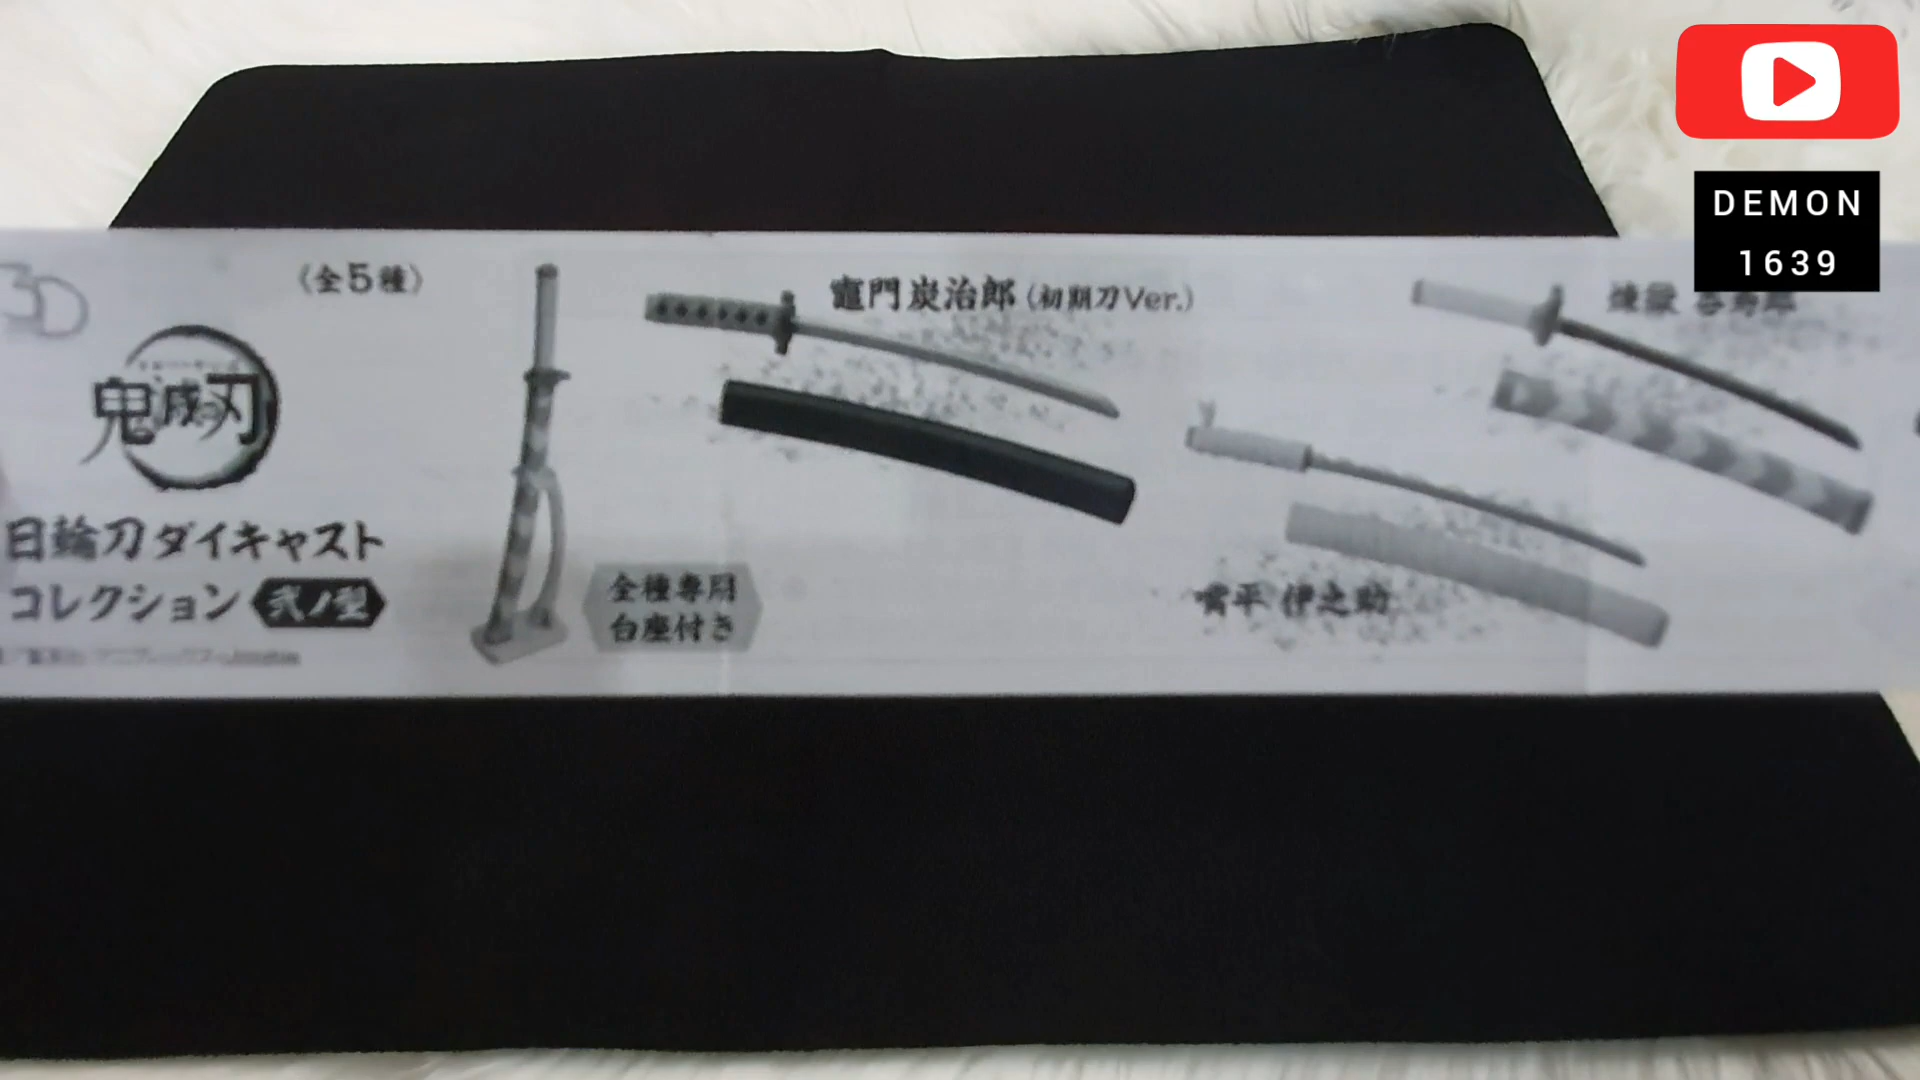 DEMON
1639
3D
〈全5種〉
鬼滅の刃
日輪刀ダイキャスト
コレクション 弐ノ型
全種専用
台座付き
竈門炭治郎(初期刀Ver.)
嘴平 伊之助
煉獄